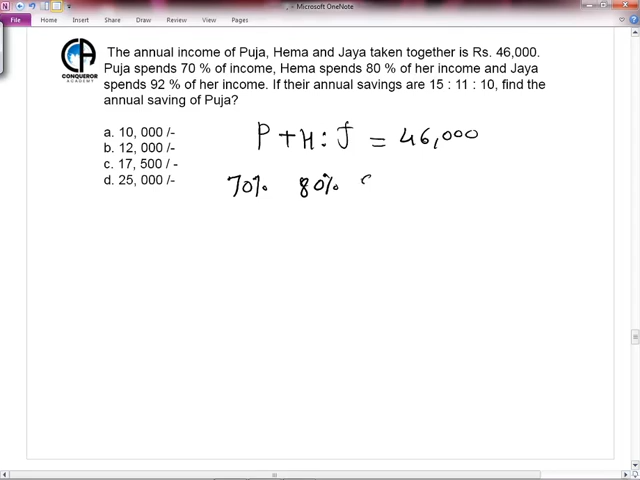 - Microsoft OneNote
File Home Insert Share Draw Review View Pages
The annual income of Puja, Hema and Jaya taken together is Rs. 46,000.
Puja spends 70 % of income, Hema spends 80 % of her income and Jaya
spends 92 % of her income. If their annual savings are 15 : 11 : 10, find the
annual saving of Puja?
CONQUEROR
ACADEMY
a. 10, 000 /-
b. 12, 000 /-
c. 17, 500 / -
d. 25, 000 /-
P + H : J = 46,000
70% 80%